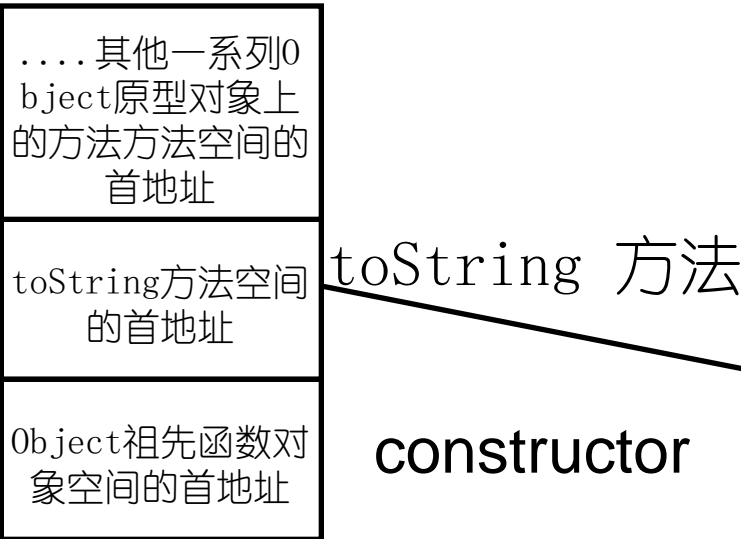 ....其他一系列O
bject原型对象上
的方法方法空间的
首地址
toString 方法
toString方法空间
的首地址
Object祖先函数对
象空间的首地址
constructor